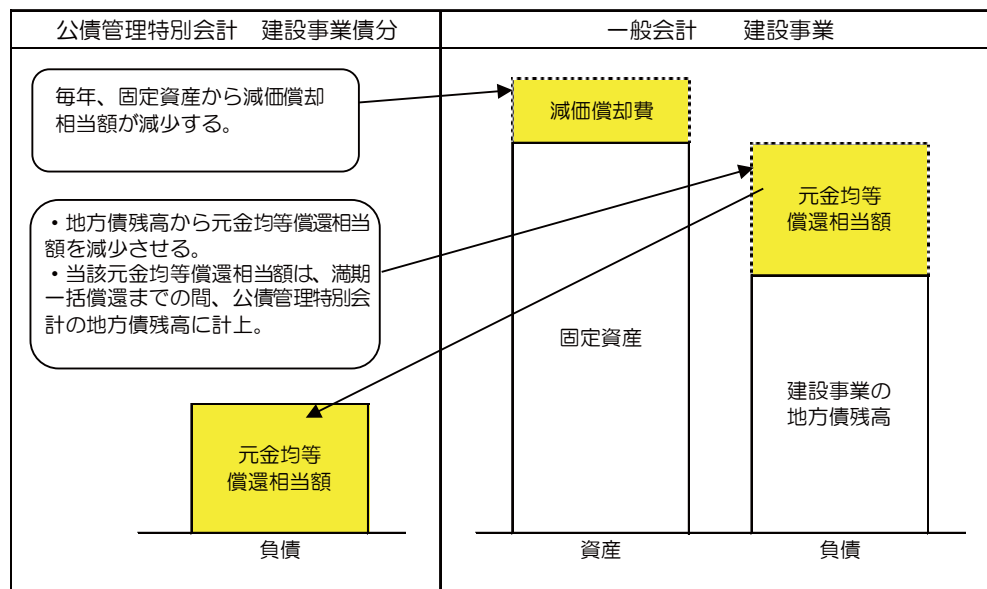 公債管理特別会計　建設事業債分
一般会計　　建設事業
毎年、固定資産から減価償却
相当額が減少する。
・地方債残高から元金均等償還相当
額を減少させる。
・当該元金均等償還相当額は、満期
一括償還までの間、公債管理特別会
計の地方債残高に計上。
元金均等
償還相当額
負債
減価償却費
固定資産
資産
元金均等
償還相当額
建設事業の
地方債残高
負債